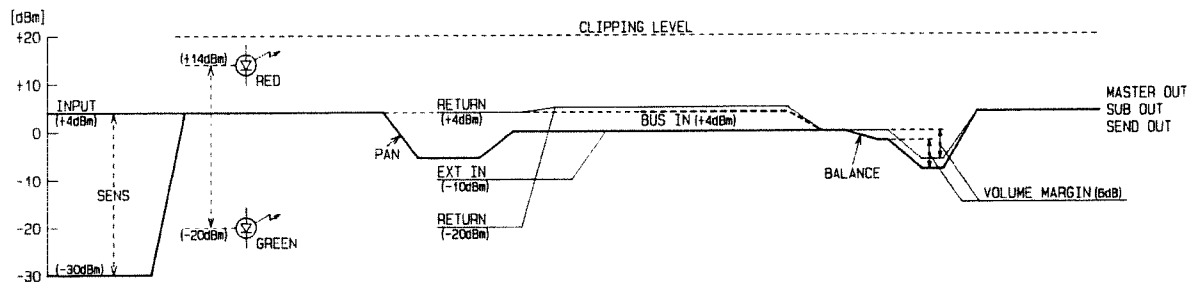 [dBm]
+20
+10
0
-10
-20
-30
CLIPPING LEVEL
(+14dBm)
RED
INPUT
(+4dBm)
SENS
(-30dBm)
(-20dBm)
GREEN
PAN
RETURN
(+4dBm)
BUS IN (+4dBm)
EXT IN
(-10dBm)
RETURN
(-20dBm)
BALANCE
MASTER OUT
SUB OUT
SEND OUT
VOLUME MARGIN (6dB)